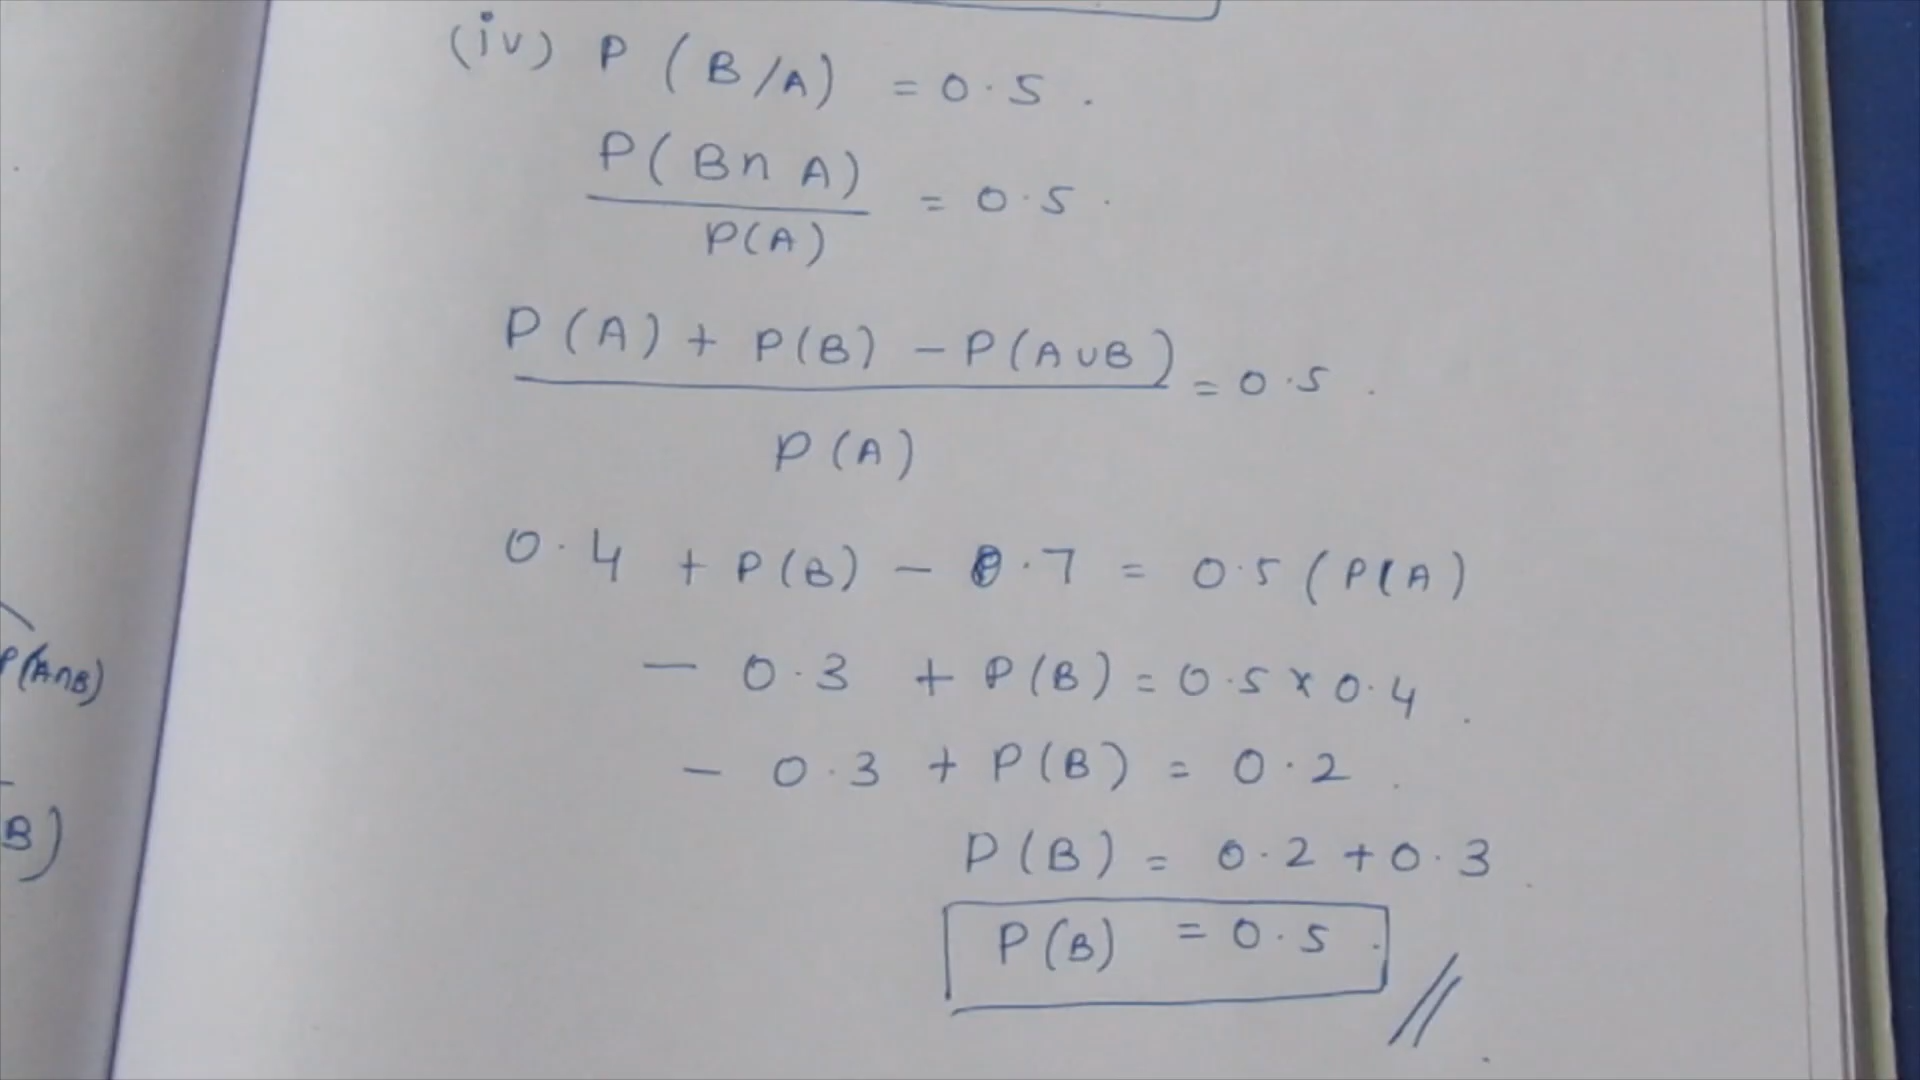 (iv) P (B/A) = 0.5.
P(B∩A)
P(A)
= 0.5.
P(A) + P(B) - P(A∪B)
P(A)
= 0.5.
0.4 + P(B) - 0.7 = 0.5 (P(A)
- 0.3 + P(B) = 0.5 × 0.4.
- 0.3 + P(B) = 0.2.
P(B) = 0.2 + 0.3.
P(B) = 0.5.
P(A∩B)
B)